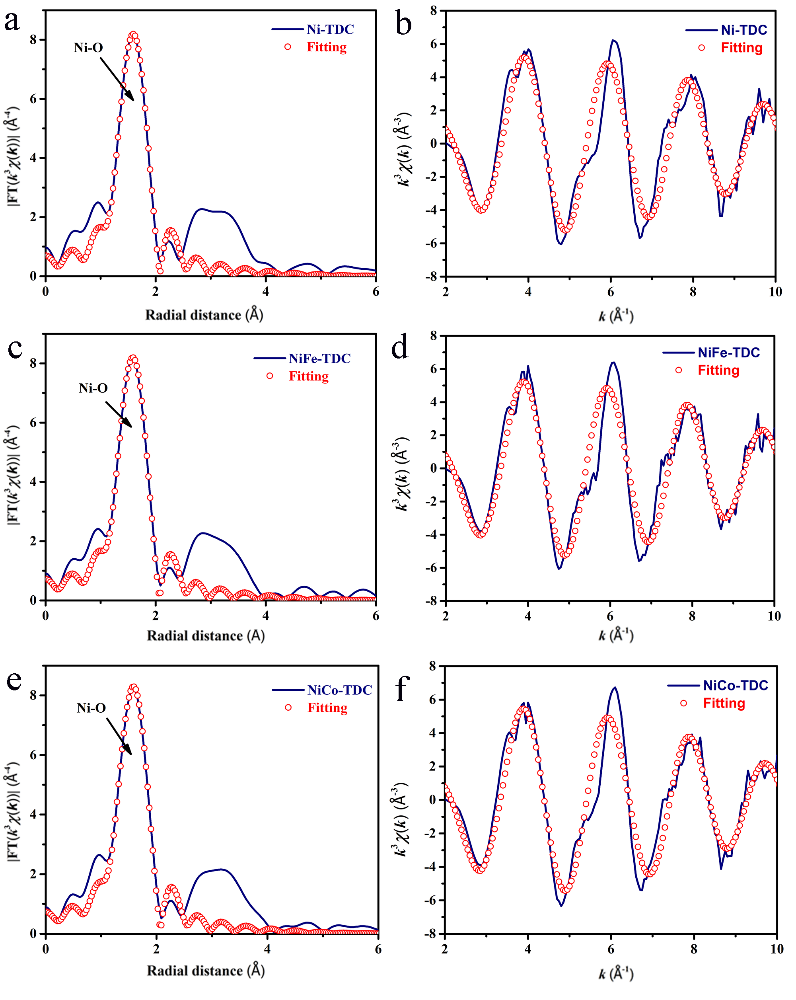 a
Ni-TDC
Fitting
Ni-O
|FT(k³χ(k))| (Å⁻⁴)
8
6
4
2
0
0 2 4 6
Radial distance (Å)
b
Ni-TDC
Fitting
k³χ(k) (Å⁻³)
8
6
4
2
0
-2
-4
-6
-8
2 4 6 8 10
k (Å⁻¹)
c
NiFe-TDC
Fitting
Ni-O
|FT(k³χ(k))| (Å⁻⁴)
8
6
4
2
0
0 2 4 6
Radial distance (Å)
d
NiFe-TDC
Fitting
k³χ(k) (Å⁻³)
8
6
4
2
0
-2
-4
-6
-8
2 4 6 8 10
k (Å⁻¹)
e
NiCo-TDC
Fitting
Ni-O
|FT(k³χ(k))| (Å⁻⁴)
8
6
4
2
0
0 2 4 6
Radial distance (Å)
f
NiCo-TDC
Fitting
k³χ(k) (Å⁻³)
8
6
4
2
0
-2
-4
-6
-8
2 4 6 8 10
k (Å⁻¹)